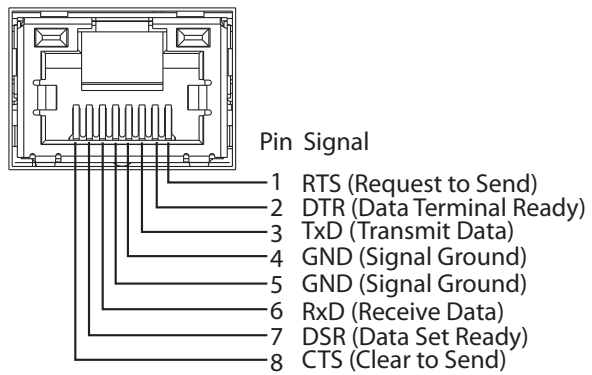 Pin Signal
1 RTS (Request to Send)
2 DTR (Data Terminal Ready)
3 TxD (Transmit Data)
4 GND (Signal Ground)
5 GND (Signal Ground)
6 RxD (Receive Data)
7 DSR (Data Set Ready)
8 CTS (Clear to Send)